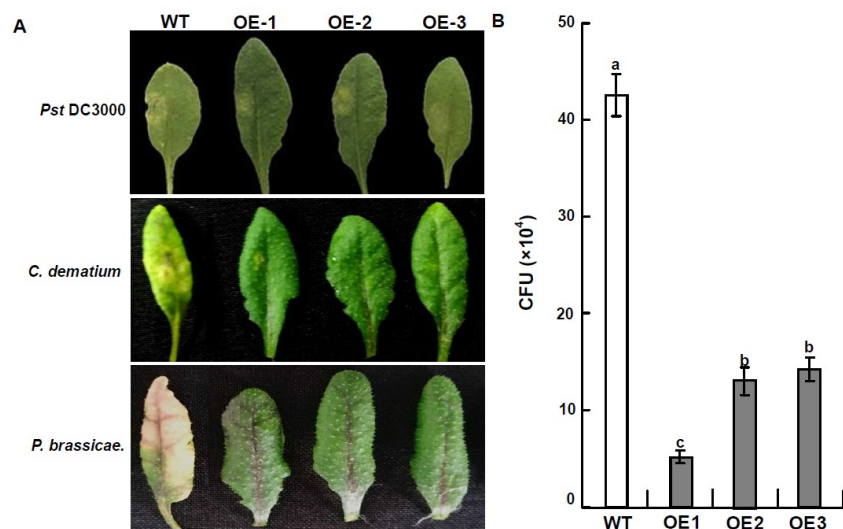 A
WT OE-1 OE-2 OE-3
Pst DC3000
C. dematium
P. brassicae.
B
50
40
30
20
10
0
CFU (×10⁴)
a
c
b
b
WT OE1 OE2 OE3